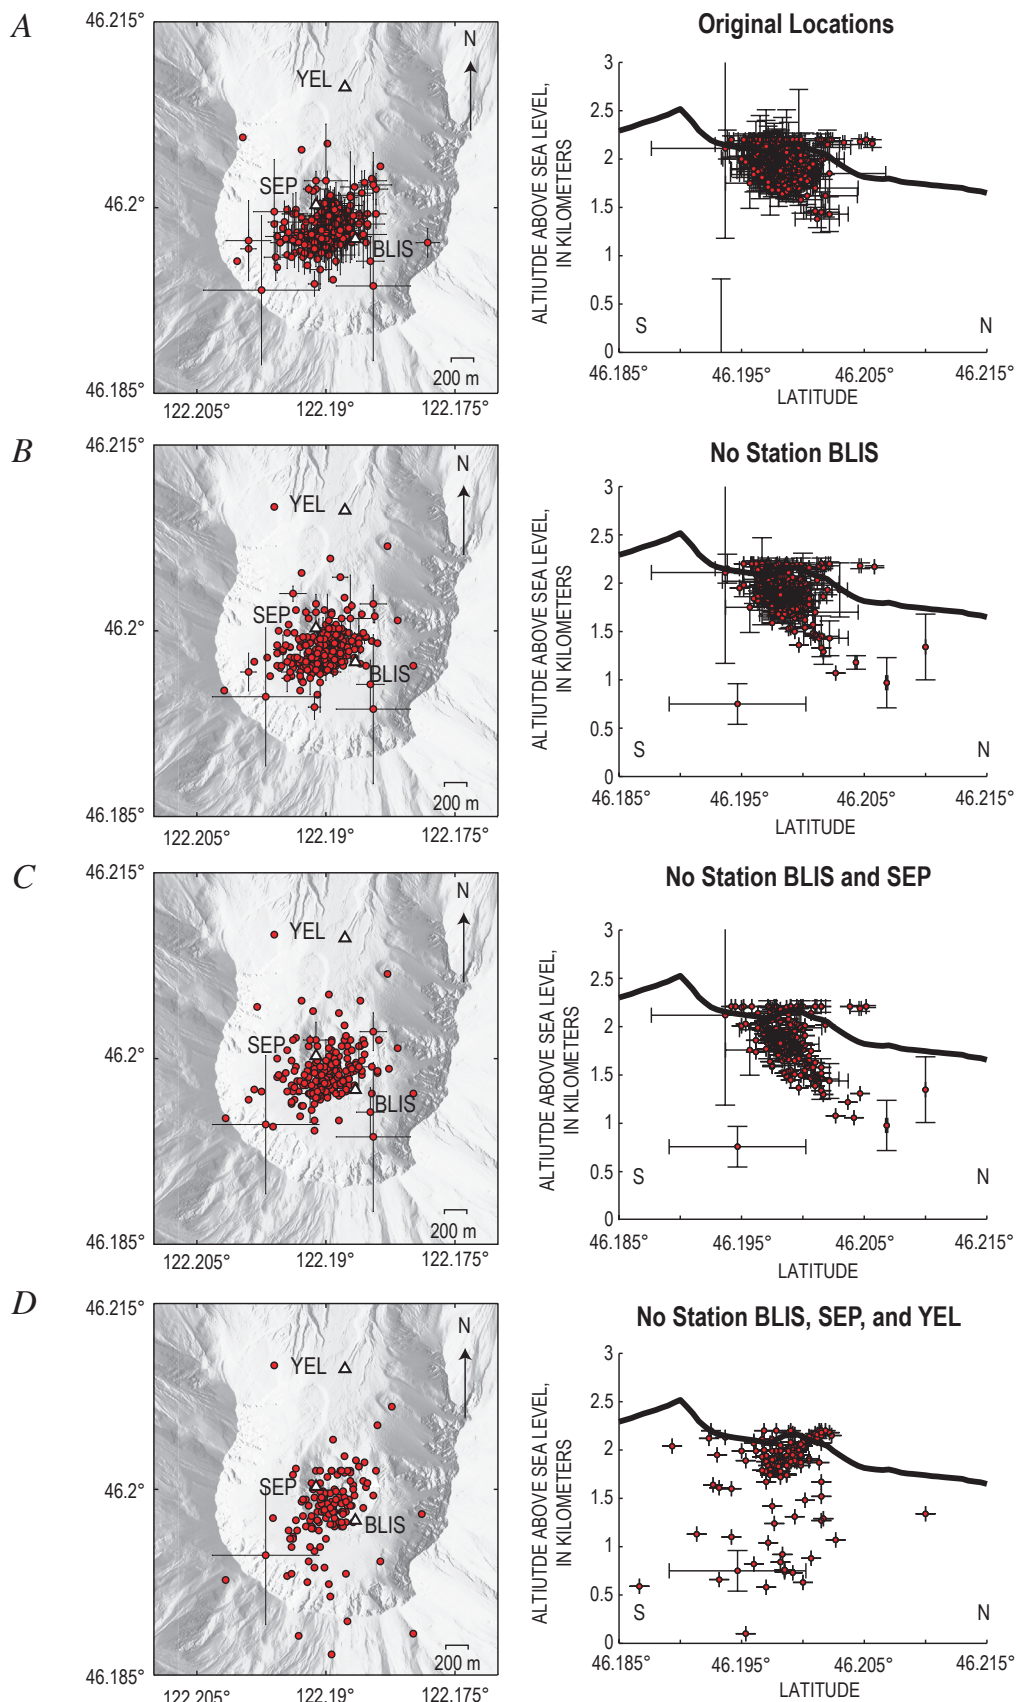 A
46.215°
46.2°
46.185°
122.205°
122.19°
122.175°
N
YEL
SEP
BLIS
200 m
Original Locations
ALTIUTDE ABOVE SEA LEVEL,
IN KILOMETERS
3
2.5
2
1.5
1
0.5
0
S
N
46.185°
46.195°
46.205°
46.215°
LATITUDE
B
46.215°
46.2°
46.185°
122.205°
122.19°
122.175°
N
YEL
SEP
BLIS
200 m
No Station BLIS
ALTIUTDE ABOVE SEA LEVEL,
IN KILOMETERS
3
2.5
2
1.5
1
0.5
0
S
N
46.185°
46.195°
46.205°
46.215°
LATITUDE
C
46.215°
46.2°
46.185°
122.205°
122.19°
122.175°
N
YEL
SEP
BLIS
200 m
No Station BLIS and SEP
ALTIUTDE ABOVE SEA LEVEL,
IN KILOMETERS
3
2.5
2
1.5
1
0.5
0
S
N
46.185°
46.195°
46.205°
46.215°
LATITUDE
D
46.215°
46.2°
46.185°
122.205°
122.19°
122.175°
N
YEL
SEP
BLIS
200 m
No Station BLIS, SEP, and YEL
ALTIUTDE ABOVE SEA LEVEL,
IN KILOMETERS
3
2.5
2
1.5
1
0.5
0
S
N
46.185°
46.195°
46.205°
46.215°
LATITUDE